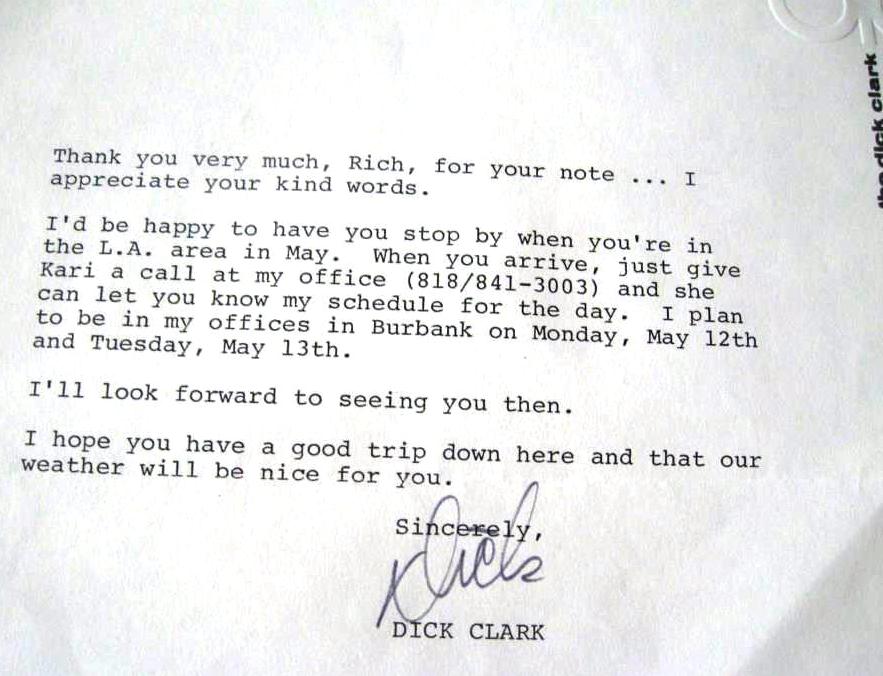 Thank you very much, Rich, for your note ... I
appreciate your kind words.
I'd be happy to have you stop by when you're in
the L.A. area in May. When you arrive, just give
Kari a call at my office (818/841-3003) and she
can let you know my schedule for the day. I plan
to be in my offices in Burbank on Monday, May 12th
and Tuesday, May 13th.
I'll look forward to seeing you then.
I hope you have a good trip down here and that our
weather will be nice for you.
Sincerely,
Dick
DICK CLARK
the dick clark